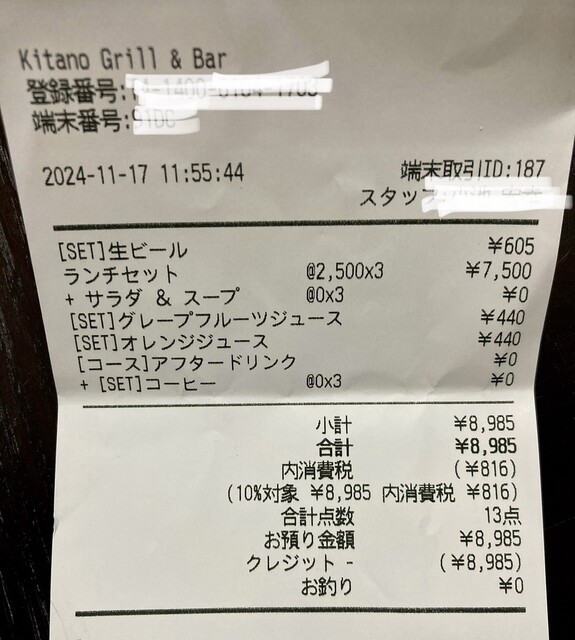 Kitano Grill & Bar
登録番号:
端末番号:
2024-11-17 11:55:44 端末取引ID:187
スタッフ
[SET]生ビール ¥605
ランチセット @2,500x3 ¥7,500
+ サラダ & スープ @0x3 ¥0
[SET]グレープフルーツジュース ¥440
[SET]オレンジジュース ¥440
[コース]アフタードリンク ¥0
+ [SET]コーヒー @0x3 ¥0
小計 ¥8,985
合計 ¥8,985
内消費税 (¥816)
(10%対象 ¥8,985 内消費税 ¥816)
合計点数 13点
お預り金額 ¥8,985
クレジット - (¥8,985)
お釣り ¥0